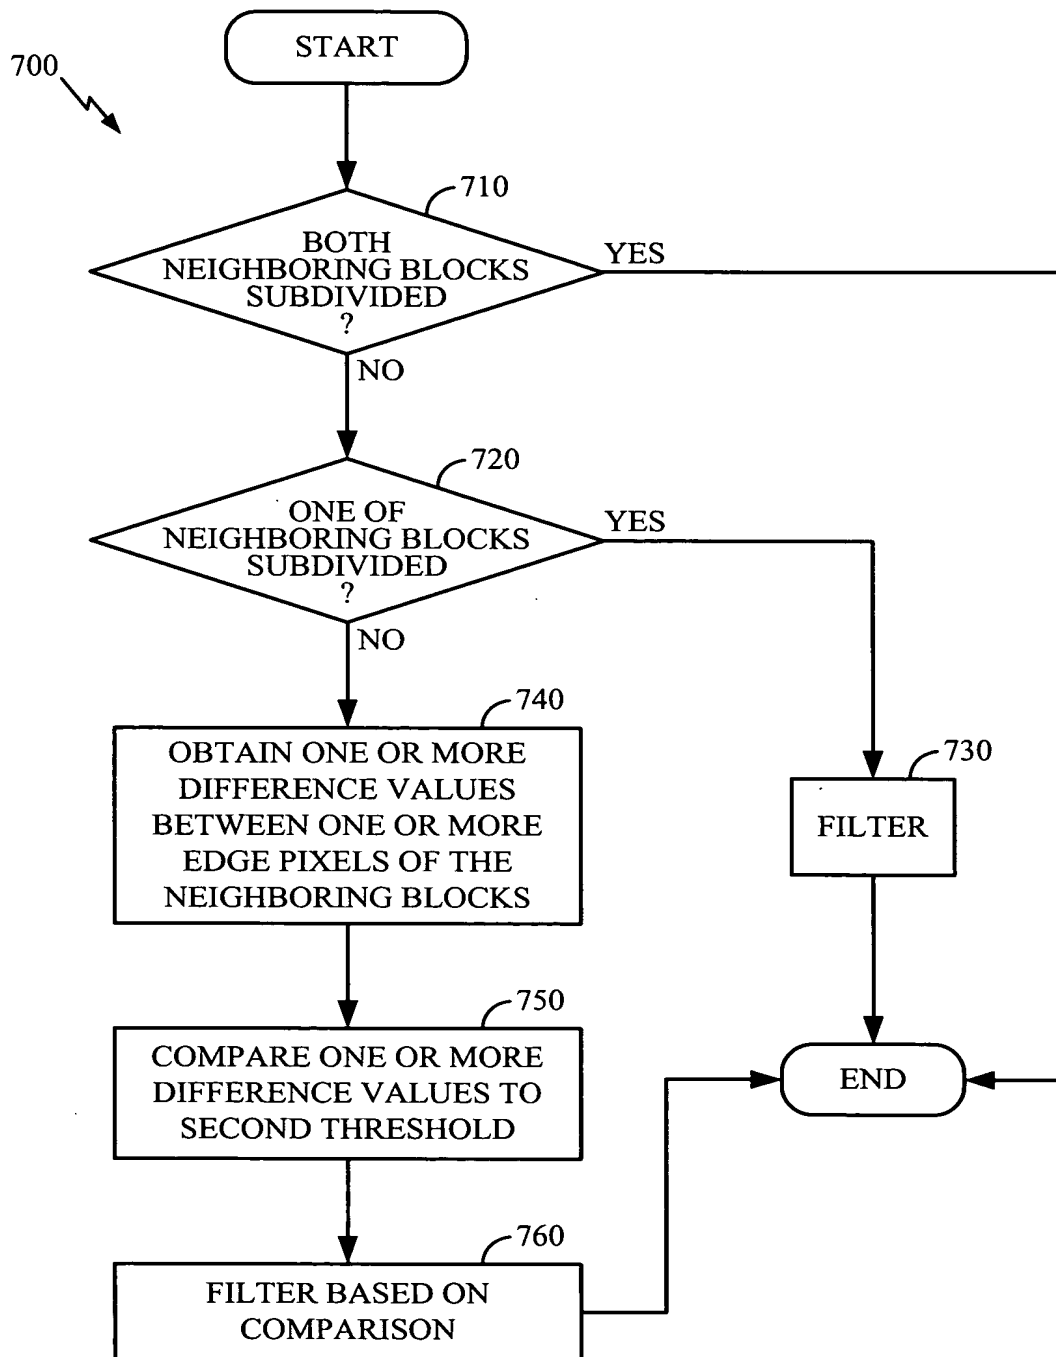 START
700
710
BOTH
NEIGHBORING BLOCKS
SUBDIVIDED
?
YES
NO
720
ONE OF
NEIGHBORING BLOCKS
SUBDIVIDED
?
YES
NO
740
OBTAIN ONE OR MORE
DIFFERENCE VALUES
BETWEEN ONE OR MORE
EDGE PIXELS OF THE
NEIGHBORING BLOCKS
730
FILTER
750
COMPARE ONE OR MORE
DIFFERENCE VALUES TO
SECOND THRESHOLD
END
760
FILTER BASED ON
COMPARISON